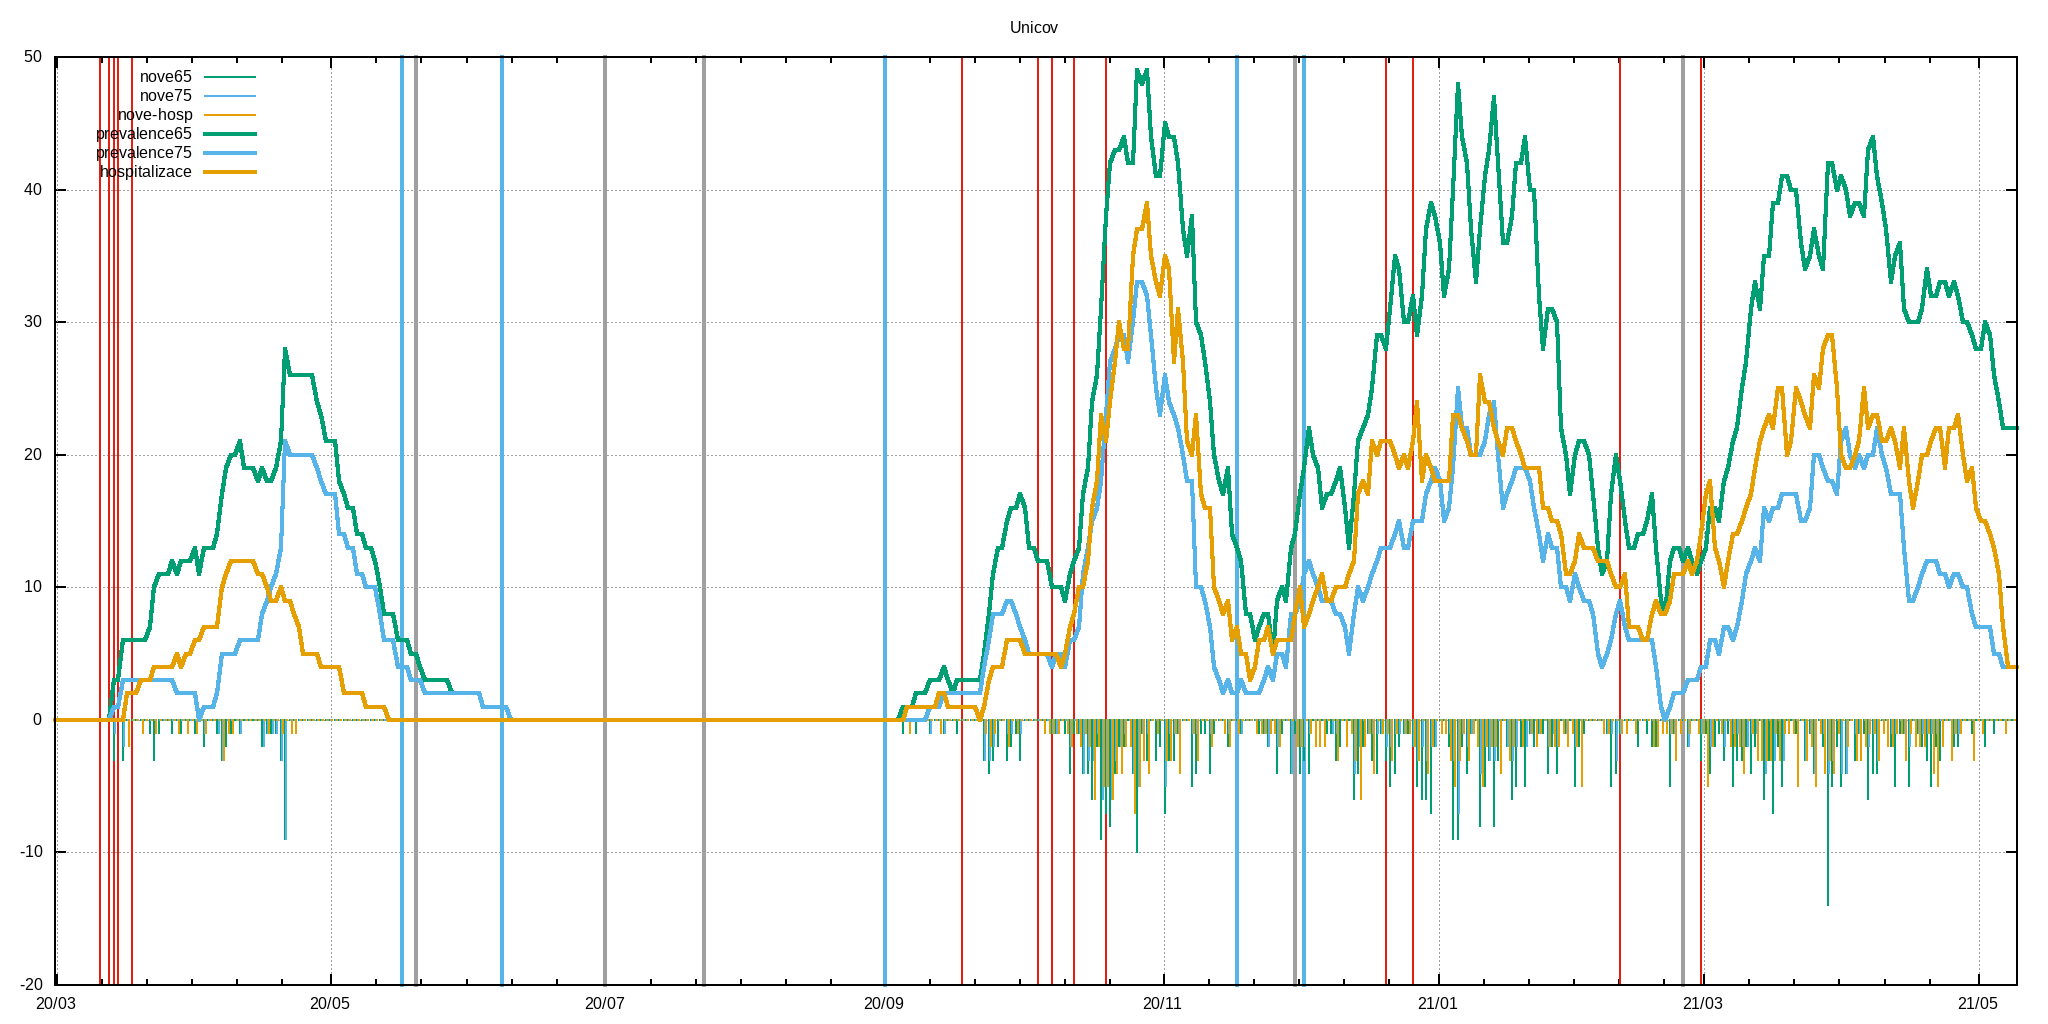 Unicov
50
40
30
20
10
0
-10
-20
nove65
nove75
nove-hosp
prevalence65
prevalence75
hospitalizace
20/03 20/05 20/07 20/09 20/11 21/01 21/03 21/05